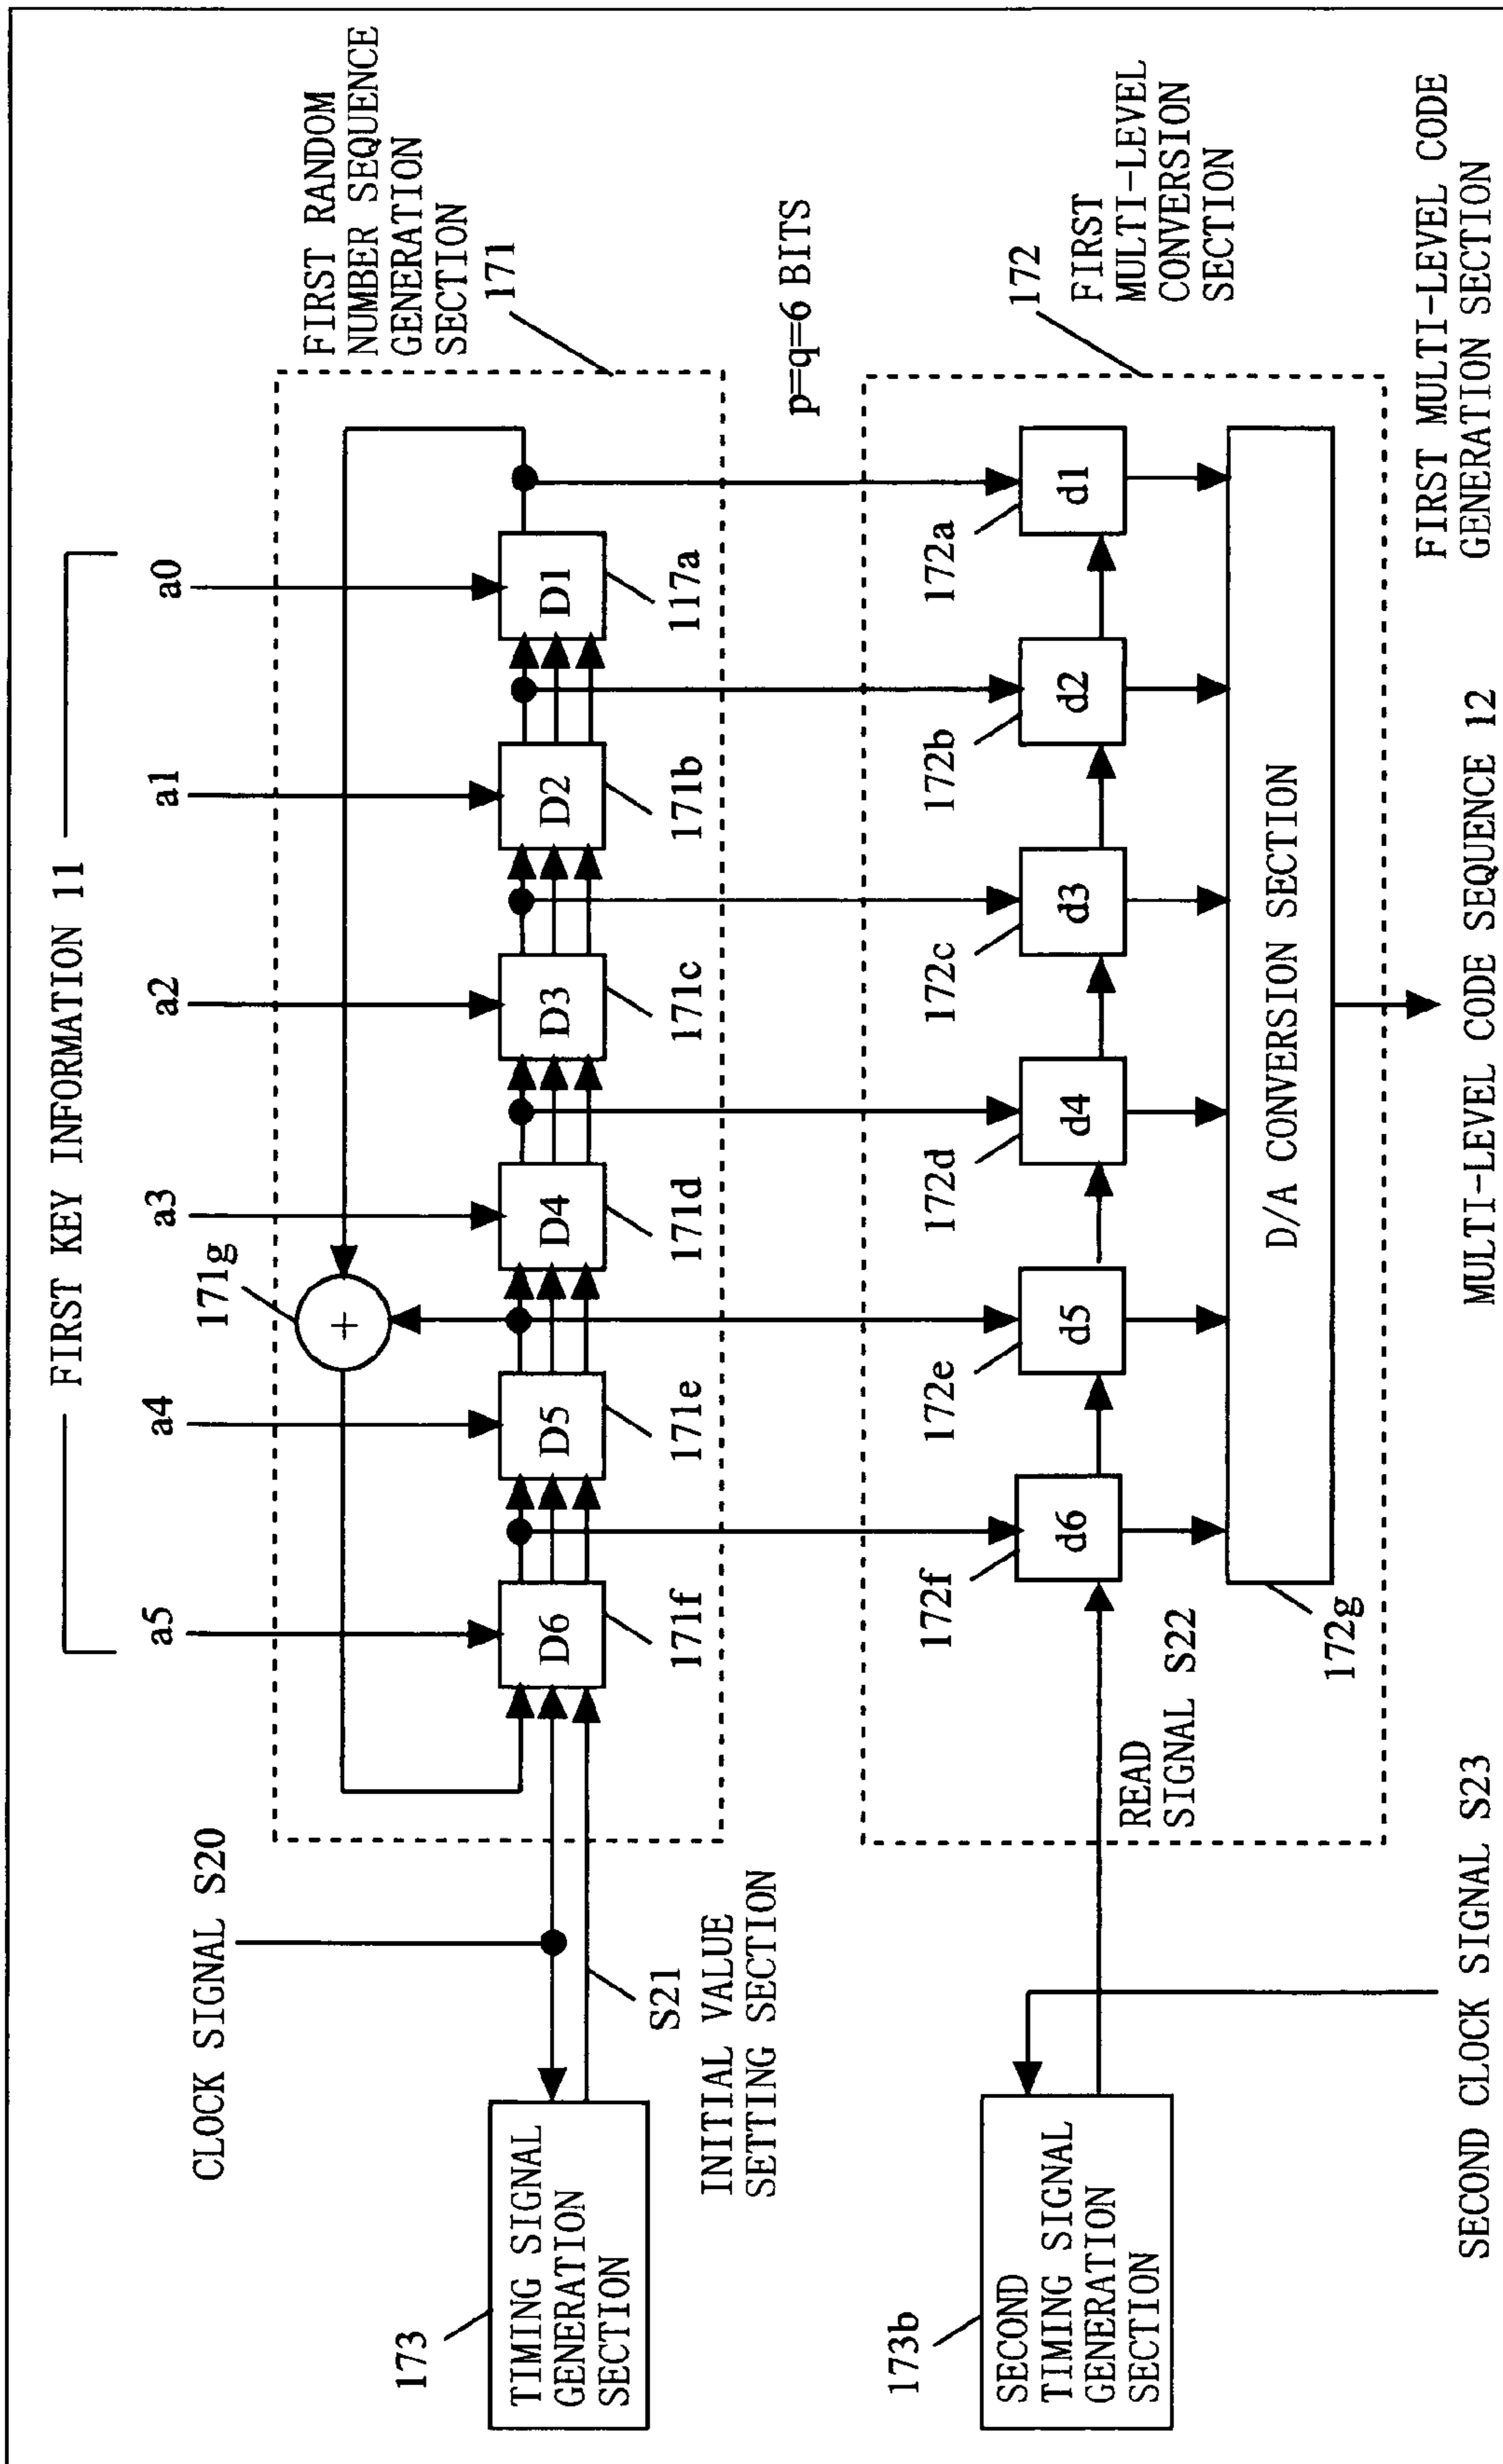 FIRST KEY INFORMATION 11
a5
a4
a3
a2
a1
a0
CLOCK SIGNAL S20
171g
+
FIRST RANDOM
NUMBER SEQUENCE
GENERATION
SECTION
171
173
TIMING SIGNAL
GENERATION
SECTION
D6
D5
D4
D3
D2
D1
171f
171e
171d
171c
171b
117a
S21
INITIAL VALUE
SETTING SECTION
p=q=6 BITS
173b
SECOND
TIMING SIGNAL
GENERATION
SECTION
READ
SIGNAL S22
172f
172e
172d
172c
172b
172a
d6
d5
d4
d3
d2
d1
172
FIRST
MULTI-LEVEL
CONVERSION
SECTION
172g
D/A CONVERSION SECTION
SECOND CLOCK SIGNAL S23
MULTI-LEVEL CODE SEQUENCE 12
FIRST MULTI-LEVEL CODE
GENERATION SECTION